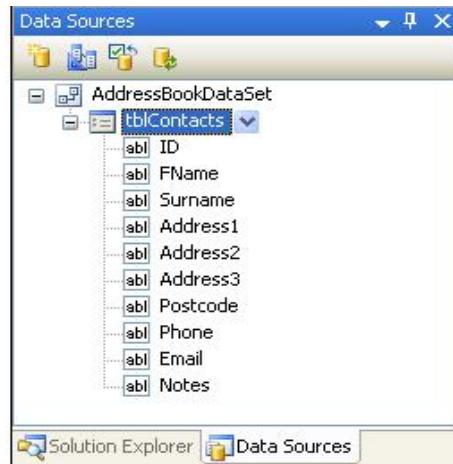 Data Sources
AddressBookDataSet
tblContacts
abl ID
abl FName
abl Surname
abl Address1
abl Address2
abl Address3
abl Postcode
abl Phone
abl Email
abl Notes
Solution Explorer Data Sources